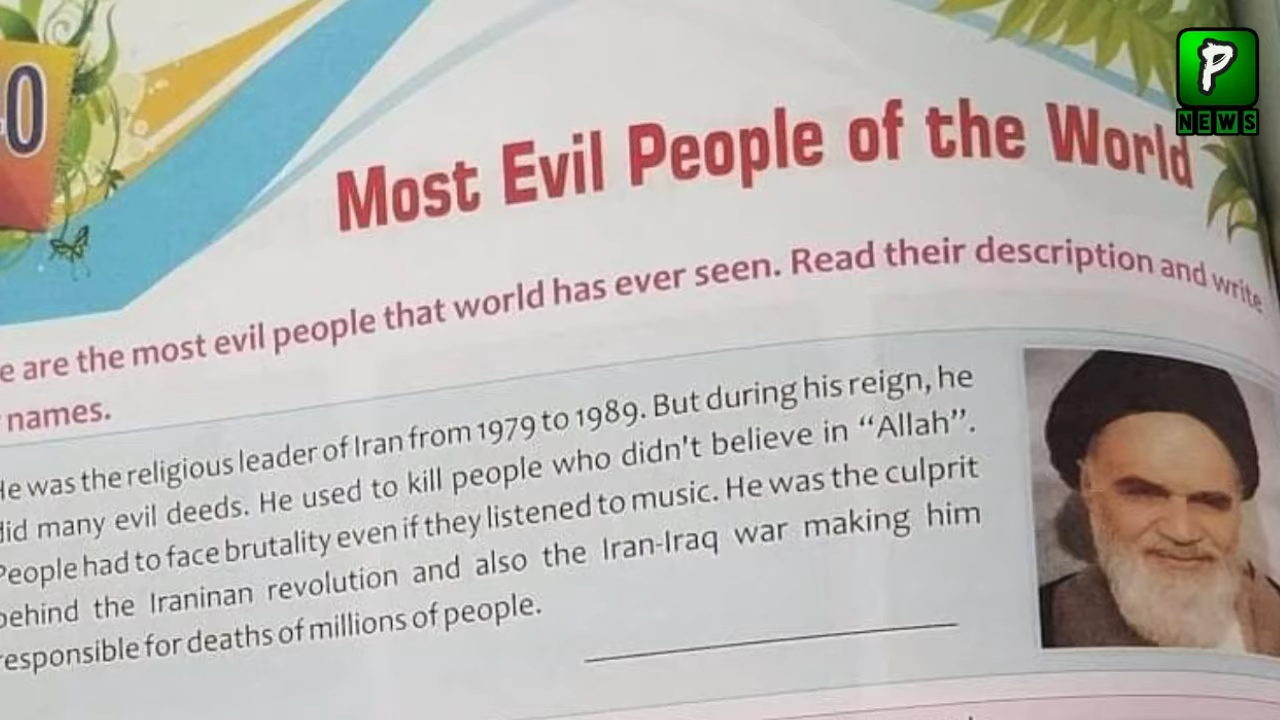 0
P
NEWS
Most Evil People of the World
e are the most evil people that world has ever seen. Read their description and write
names.
He was the religious leader of Iran from 1979 to 1989. But during his reign, he
did many evil deeds. He used to kill people who didn't believe in “Allah”.
People had to face brutality even if they listened to music. He was the culprit
behind the Iraninan revolution and also the Iran-Iraq war making him
responsible for deaths of millions of people.